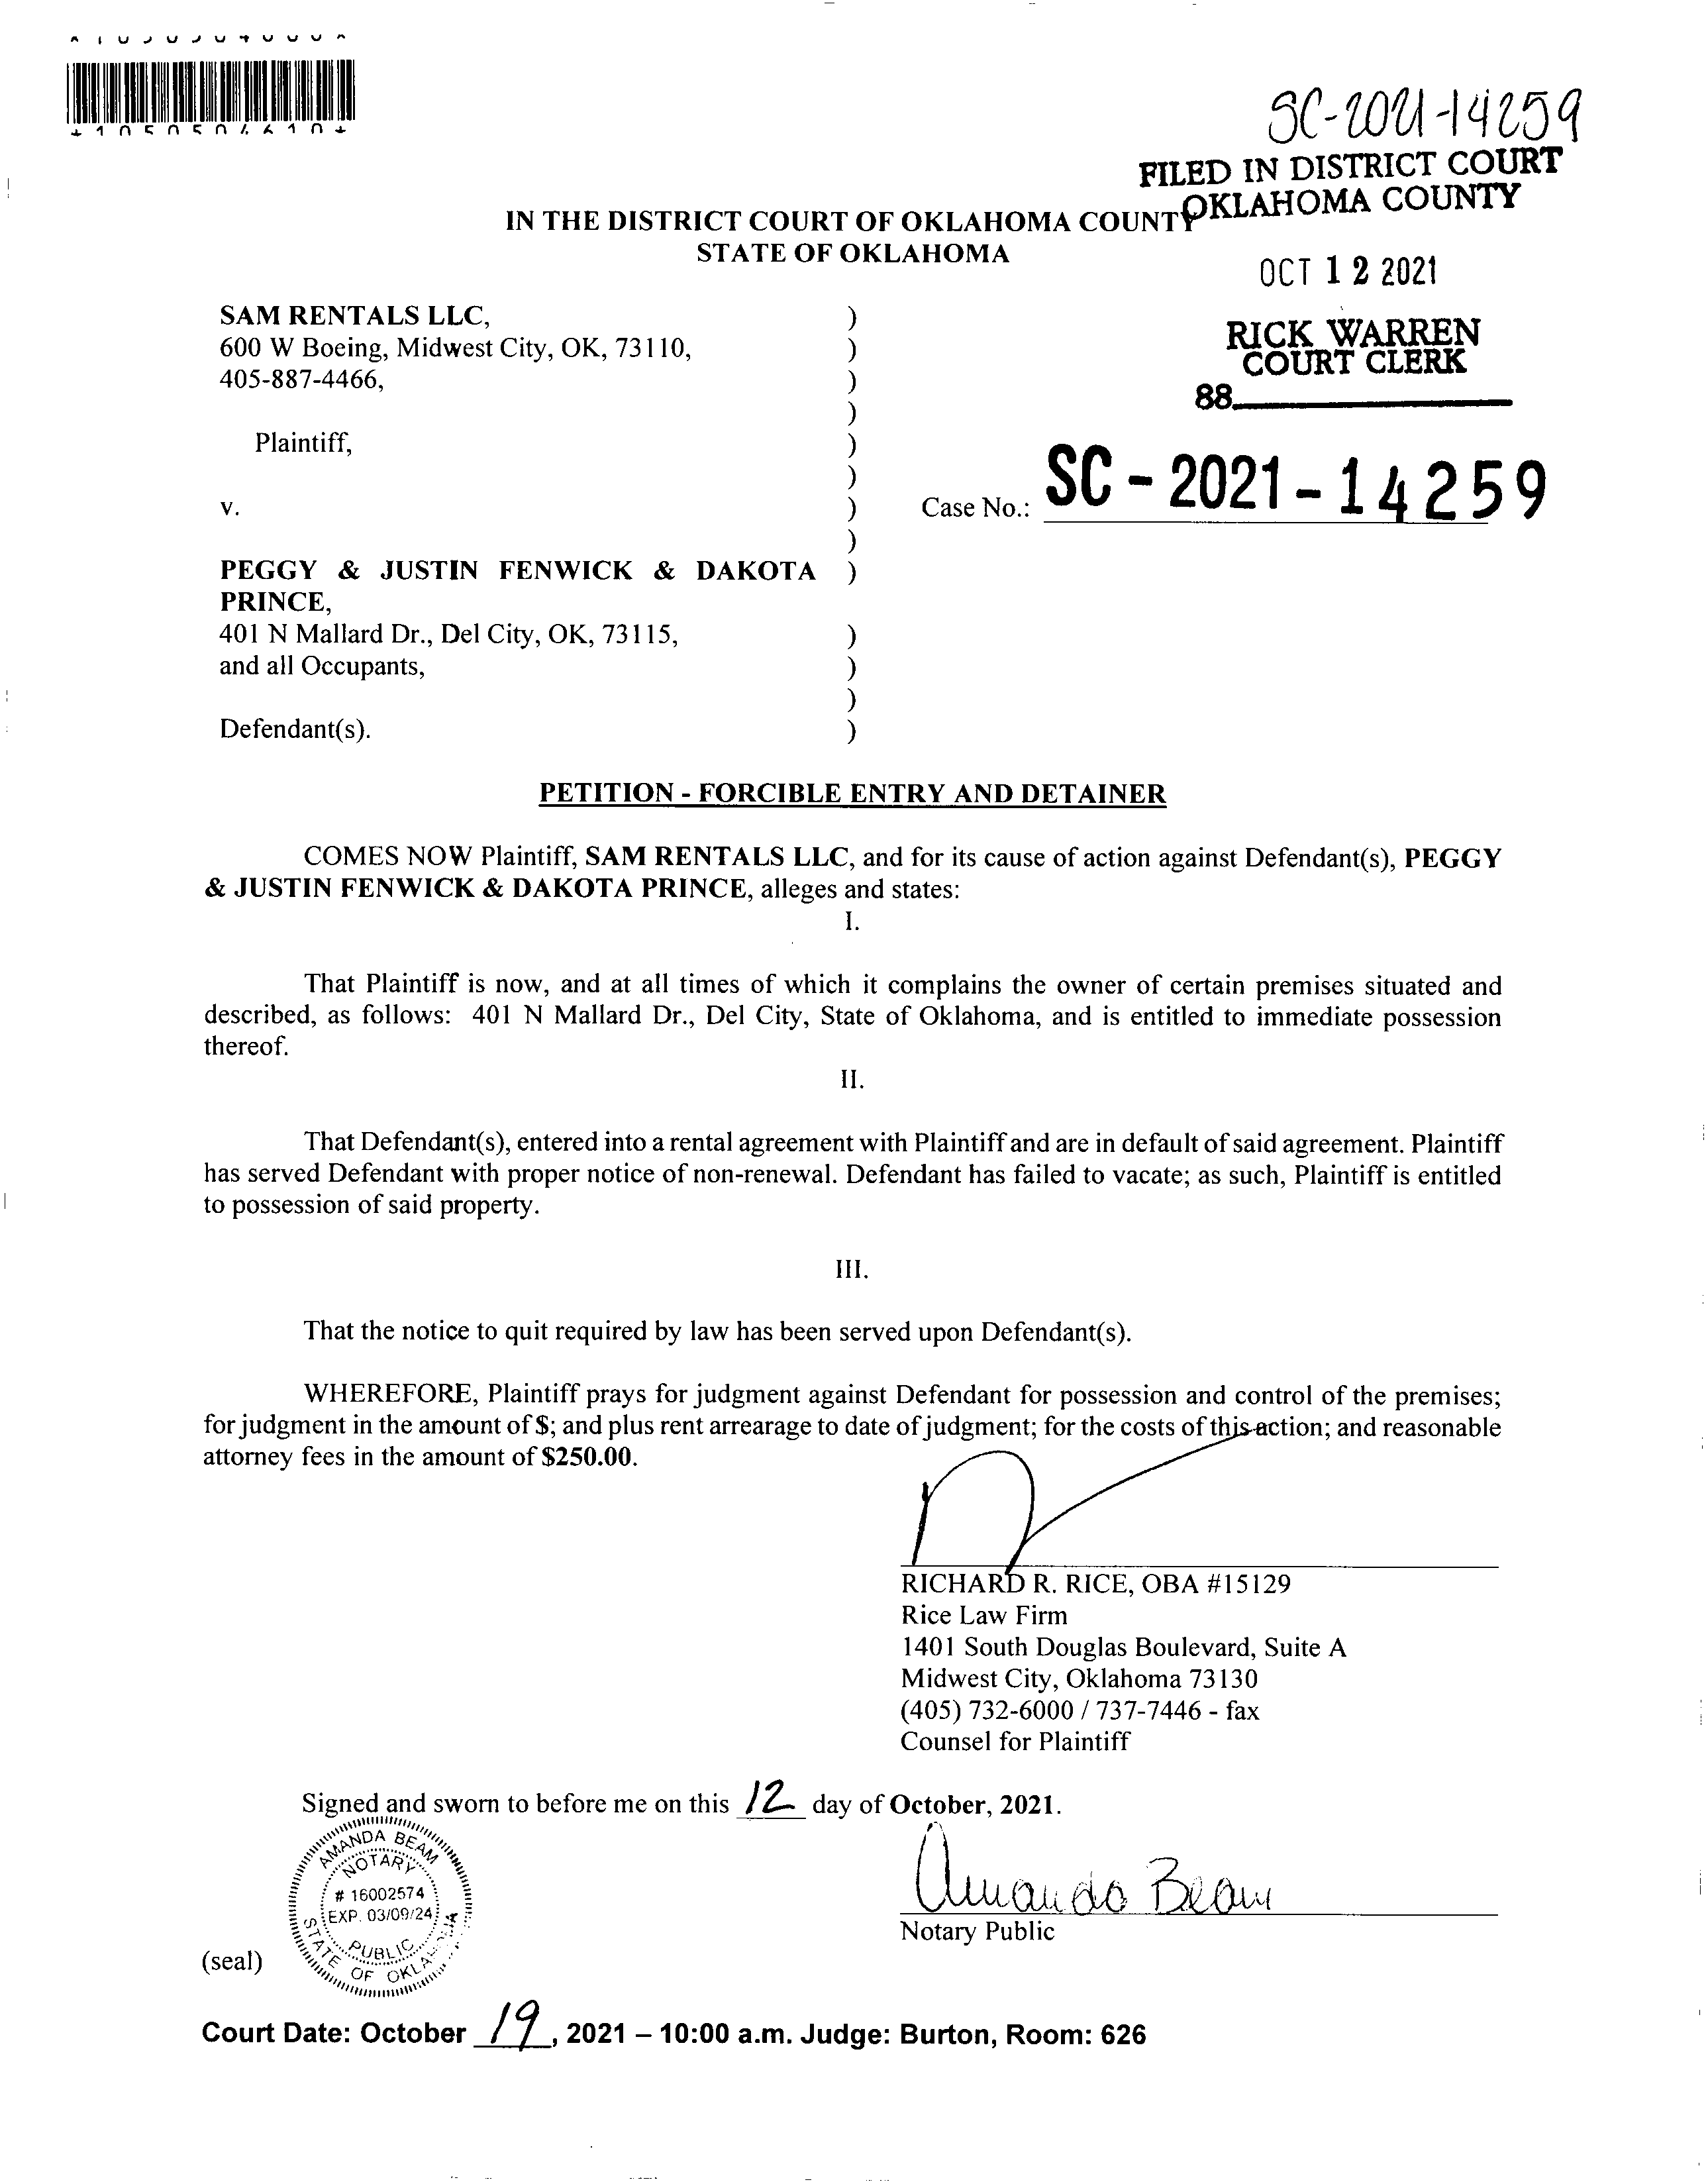 SC-2021-14259
FILED IN DISTRICT COURT
OKLAHOMA COUNTY
IN THE DISTRICT COURT OF OKLAHOMA COUNTY
STATE OF OKLAHOMA
OCT 12 2021
RICK WARREN
COURT CLERK
88
SAM RENTALS LLC, )
600 W Boeing, Midwest City, OK, 73110, )
405-887-4466, )
)
Plaintiff, )
)
v. ) Case No.: SC-2021-14259
)
PEGGY & JUSTIN FENWICK & DAKOTA )
PRINCE,
401 N Mallard Dr., Del City, OK, 73115, )
and all Occupants, )
)
Defendant(s). )
PETITION - FORCIBLE ENTRY AND DETAINER
COMES NOW Plaintiff, SAM RENTALS LLC, and for its cause of action against Defendant(s), PEGGY
& JUSTIN FENWICK & DAKOTA PRINCE, alleges and states:
I.
That Plaintiff is now, and at all times of which it complains the owner of certain premises situated and
described, as follows: 401 N Mallard Dr., Del City, State of Oklahoma, and is entitled to immediate possession
thereof.
II.
That Defendant(s), entered into a rental agreement with Plaintiff and are in default of said agreement. Plaintiff
has served Defendant with proper notice of non-renewal. Defendant has failed to vacate; as such, Plaintiff is entitled
to possession of said property.
III.
That the notice to quit required by law has been served upon Defendant(s).
WHEREFORE, Plaintiff prays for judgment against Defendant for possession and control of the premises;
for judgment in the amount of $; and plus rent arrearage to date of judgment; for the costs of this action; and reasonable
attorney fees in the amount of $250.00.
RICHARD R. RICE, OBA #15129
Rice Law Firm
1401 South Douglas Boulevard, Suite A
Midwest City, Oklahoma 73130
(405) 732-6000 / 737-7446 - fax
Counsel for Plaintiff
Signed and sworn to before me on this 12 day of October, 2021.
AMANDA BEAM
NOTARY
# 16002574
EXP. 03/09/24
PUBLIC
STATE OF OKLAHOMA
Amanda Beam
Notary Public
(seal)
Court Date: October 19, 2021 – 10:00 a.m. Judge: Burton, Room: 626